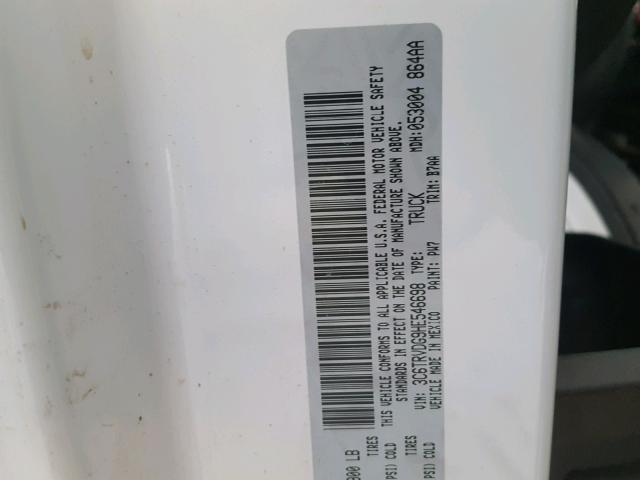 900 LB
TIRES
PSI) COLD
THIS VEHICLE CONFORMS TO ALL APPLICABLE U.S.A. FEDERAL MOTOR VEHICLE SAFETY
STANDARDS IN EFFECT ON THE DATE OF MANUFACTURE SHOWN ABOVE.
VIN: 3C6TRVDG9HE546698 TYPE: TRUCK MDH:053004 864AA
VEHICLE MADE IN MEXICO PAINT: PW7 TRIM: B7AA
TIRES
PSI) COLD